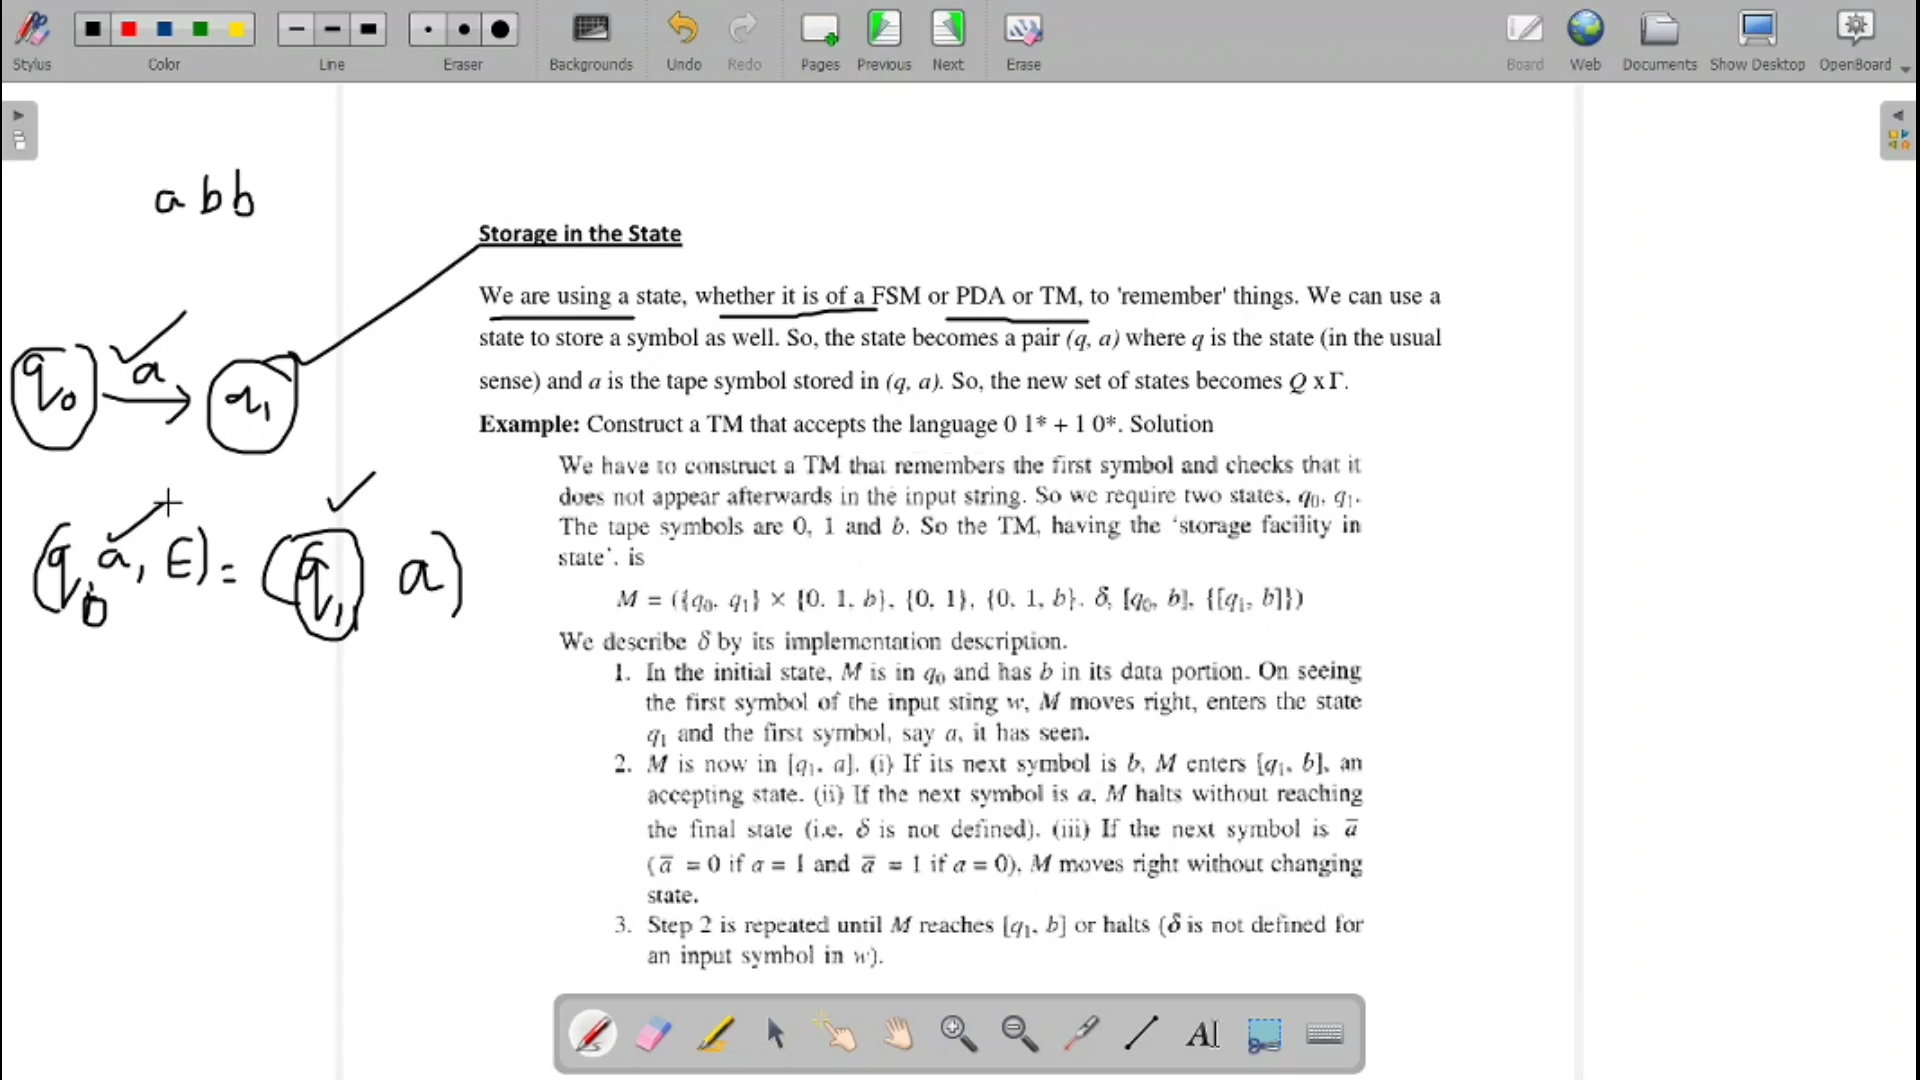 Stylus Color Line Eraser Backgrounds Undo Redo Pages Previous Next Erase Board Web Documents Show Desktop OpenBoard
a b b
Storage in the State
We are using a state, whether it is of a FSM or PDA or TM, to 'remember' things. We can use a
state to store a symbol as well. So, the state becomes a pair (q, a) where q is the state (in the usual
sense) and a is the tape symbol stored in (q, a). So, the new set of states becomes Q x Γ.
Example: Construct a TM that accepts the language 0 1* + 1 0*. Solution
We have to construct a TM that remembers the first symbol and checks that it
does not appear afterwards in the input string. So we require two states, q₀, q₁.
The tape symbols are 0, 1 and b. So the TM, having the 'storage facility in
state', is
M = ({q₀, q₁} × {0, 1, b}, {0, 1}, {0, 1, b}, δ, [q₀, b], {[q₁, b]})
We describe δ by its implementation description.
1. In the initial state, M is in q₀ and has b in its data portion. On seeing
the first symbol of the input sting w, M moves right, enters the state
q₁ and the first symbol, say a, it has seen.
2. M is now in [q₁, a]. (i) If its next symbol is b, M enters [q₁, b], an
accepting state. (ii) If the next symbol is a, M halts without reaching
the final state (i.e. δ is not defined). (iii) If the next symbol is ā
(ā = 0 if a = 1 and ā = 1 if a = 0), M moves right without changing
state.
3. Step 2 is repeated until M reaches [q₁, b] or halts (δ is not defined for
an input symbol in w).
q₀ a q₁
(q₀, a, E) = (q₁ a)